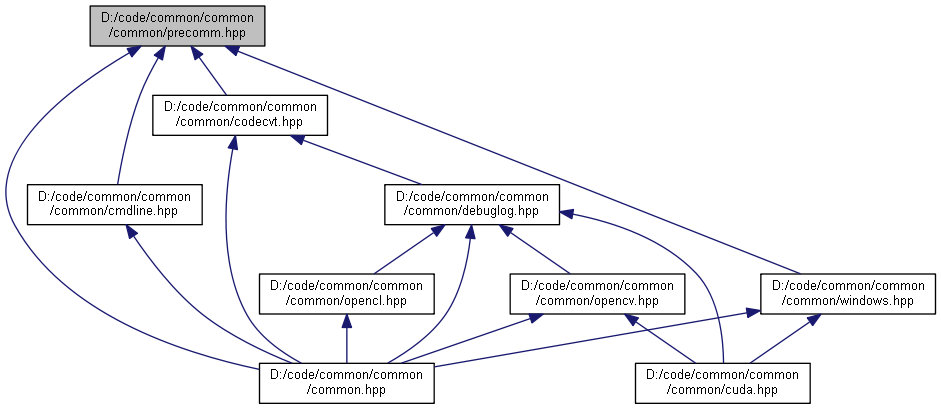 D:/code/common/common
/common/precomm.hpp
D:/code/common/common
/common/codecvt.hpp
D:/code/common/common
/common/cmdline.hpp
D:/code/common/common
/common/debuglog.hpp
D:/code/common/common
/common/opencl.hpp
D:/code/common/common
/common/opencv.hpp
D:/code/common/common
/common/windows.hpp
D:/code/common/common
/common.hpp
D:/code/common/common
/common/cuda.hpp